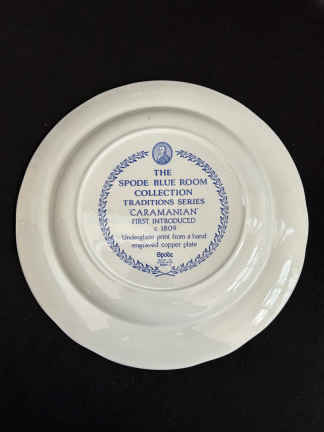 THE
SPODE BLUE ROOM
COLLECTION
TRADITIONS SERIES
"CARAMANIAN"
FIRST INTRODUCED
c 1809
Underglaze print from a hand
engraved copper plate
Spode